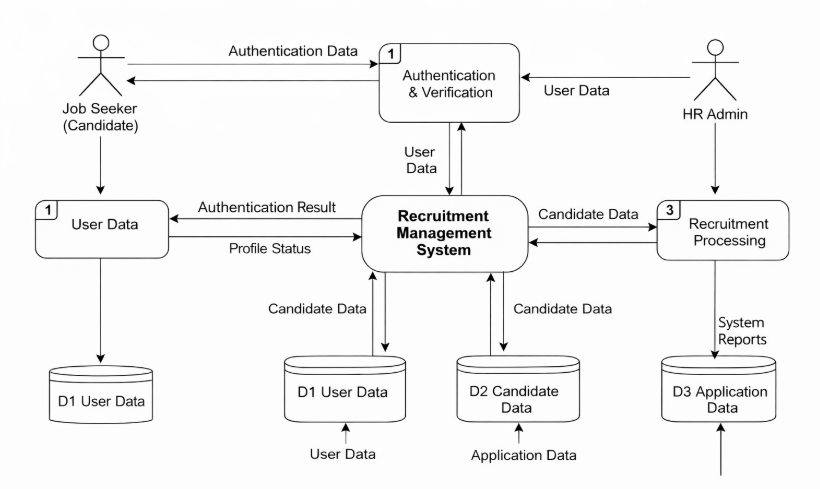 Authentication Data
1
Authentication
& Verification
User Data
Job Seeker
(Candidate)
HR Admin
User
Data
1
User Data
Authentication Result
Profile Status
Recruitment
Management
System
Candidate Data
3
Recruitment
Processing
Candidate Data
Candidate Data
System
Reports
D1 User Data
D1 User Data
D2 Candidate
Data
D3 Application
Data
User Data
Application Data